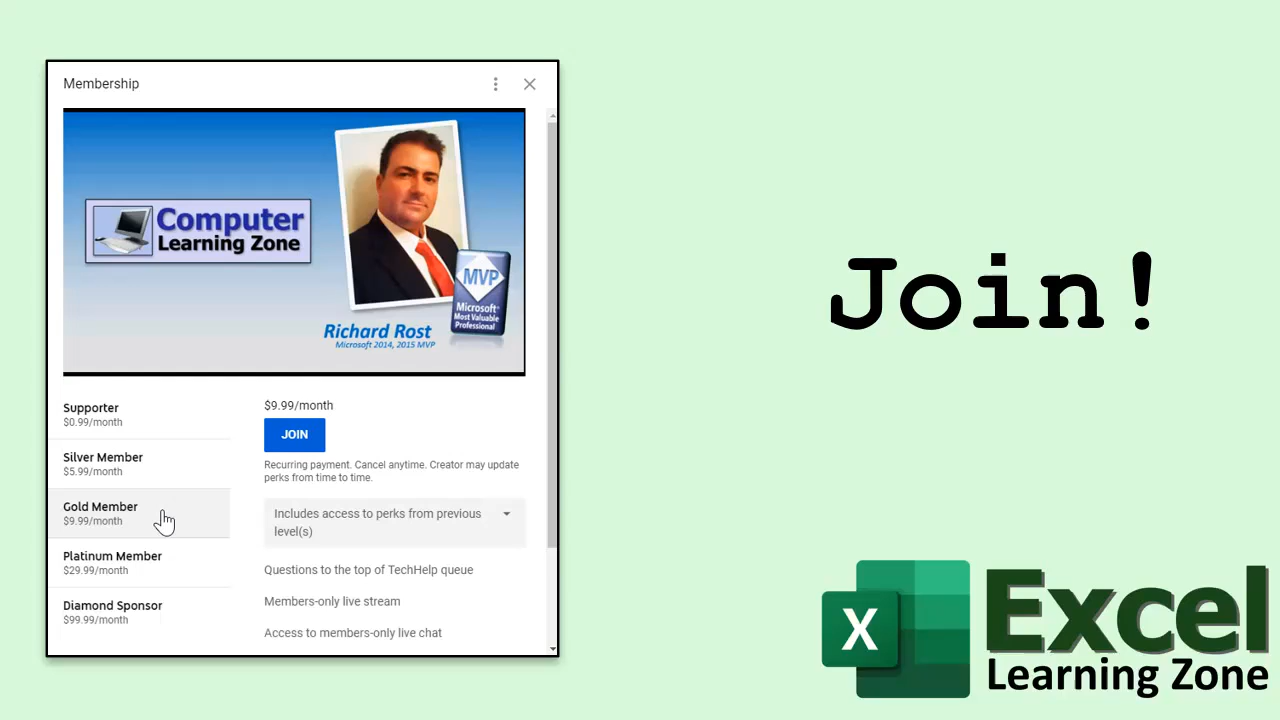 Membership
Computer
Learning Zone
MVP
Microsoft®
Most Valuable
Professional
Richard Rost
Microsoft 2014, 2015 MVP
Supporter
$0.99/month
Silver Member
$5.99/month
Gold Member
$9.99/month
Platinum Member
$29.99/month
Diamond Sponsor
$99.99/month
$9.99/month
JOIN
Recurring payment. Cancel anytime. Creator may update
perks from time to time.
Includes access to perks from previous
level(s)
Questions to the top of TechHelp queue
Members-only live stream
Access to members-only live chat
Join!
X
Excel
Learning Zone